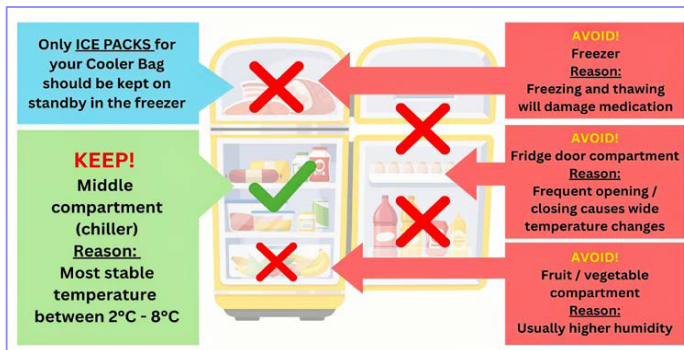 Only ICE PACKS for
your Cooler Bag
should be kept on
standby in the freezer
KEEP!
Middle
compartment
(chiller)
Reason:
Most stable
temperature
between 2°C - 8°C
AVOID!
Freezer
Reason:
Freezing and thawing
will damage medication
AVOID!
Fridge door compartment
Reason:
Frequent opening /
closing causes wide
temperature changes
AVOID!
Fruit / vegetable
compartment
Reason:
Usually higher humidity